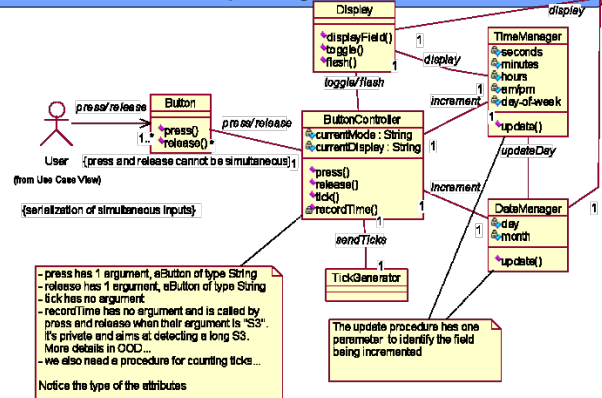 Display
displayField()
toggle()
flash()
display
1
TimeManager
seconds
minutes
hours
am/pm
day-of-week
update()
1
display
1
1
toggle/flash
increment
1
Button
press()
release()
press/release
1..*
*
press/release
User
(from Use Case View)
{press and release cannot be simultaneous}
1
{serialization of simultaneous inputs}
ButtonController
currentMode : String
currentDisplay : String
press()
release()
tick()
recordTime()
1
1
1
updateDay
increment
1
DateManager
day
month
update()
1
sendTicks
1
TickGenerator
- press has 1 argument, aButton of type String
- release has 1 argument, aButton of type String
- tick has no argument
- recordTime has no argument and is called by
press and release when their argument is "S3".
It's private and aims at detecting a long S3.
More details in OOD...
- we also need a procedure for counting ticks...
Notice the type of the attributes
The update procedure has one
parameter to identify the field
being incremented